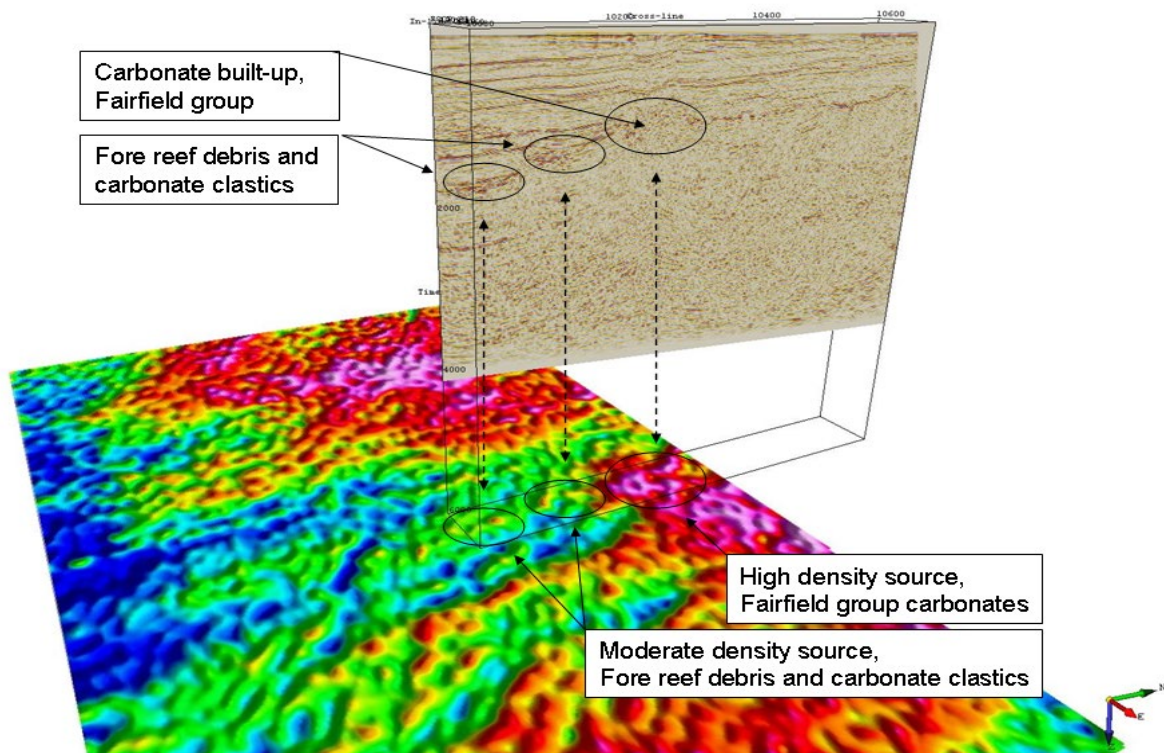 10200
Cross-line
10400
10600
Carbonate built-up,
Fairfield group
Fore reef debris and
carbonate clastics
2000
Time
4000
High density source,
Fairfield group carbonates
Moderate density source,
Fore reef debris and carbonate clastics
N
E